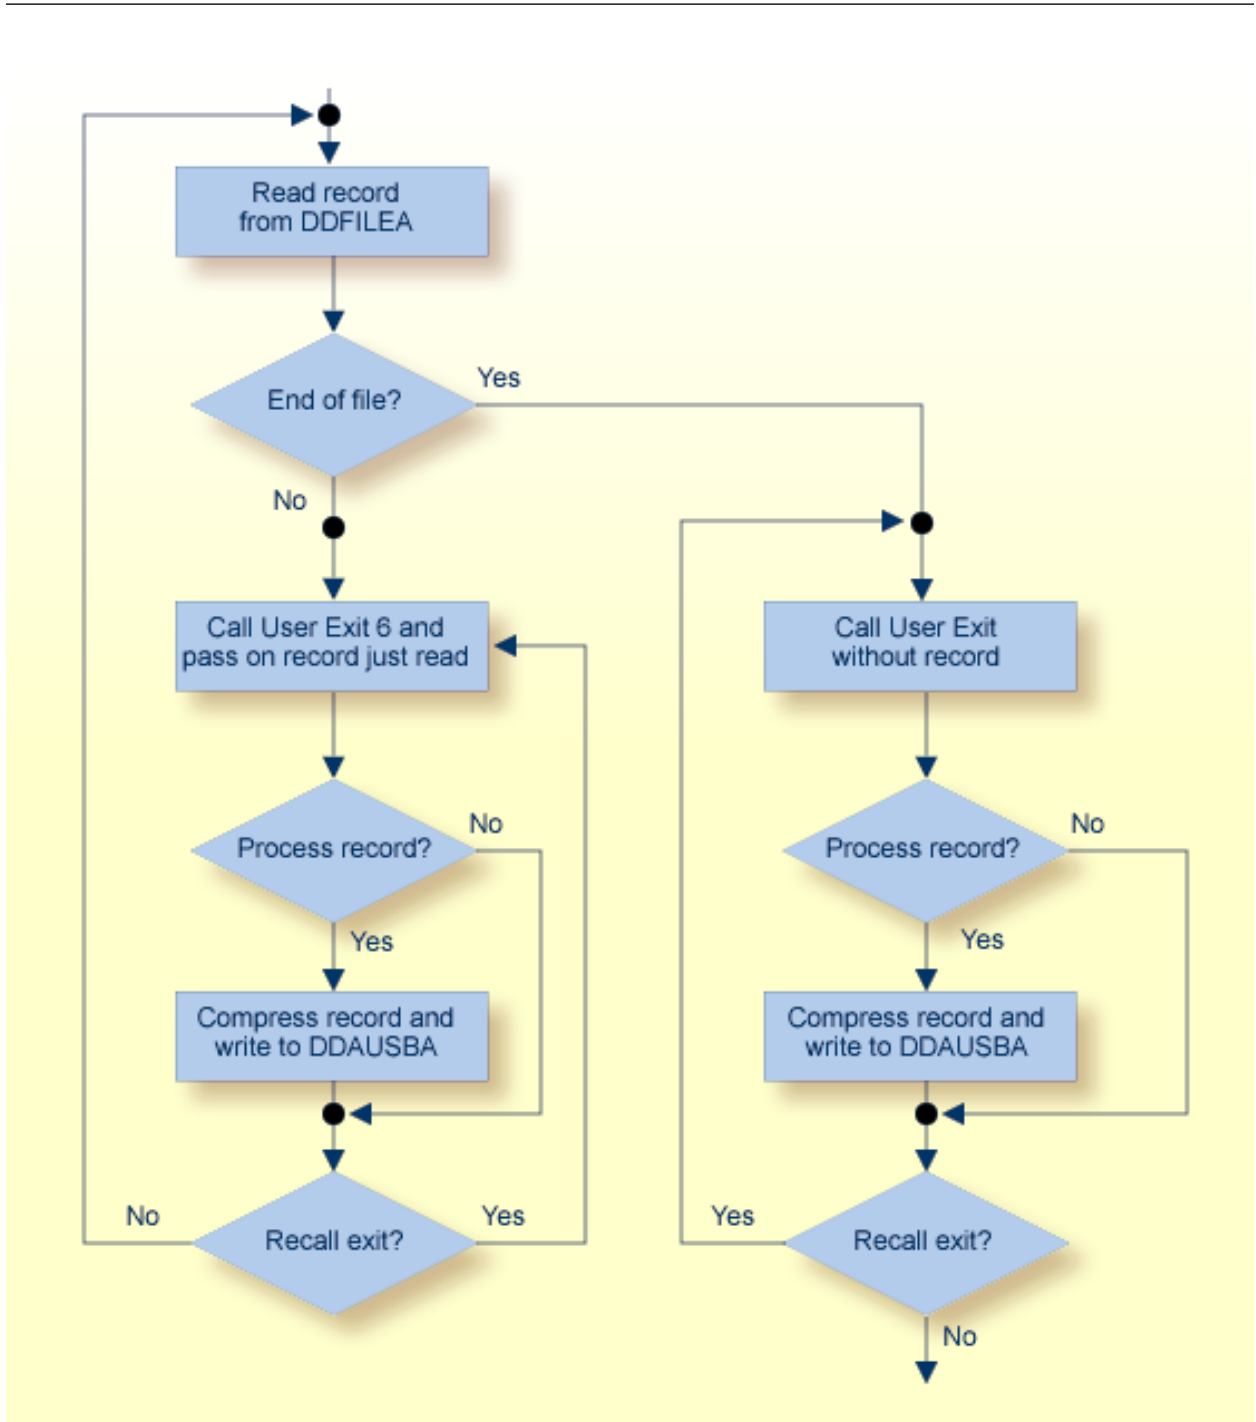 Read record
from DDFILEA
End of file?
Yes
No
Call User Exit 6 and
pass on record just read
Call User Exit
without record
Process record?
No
Yes
Process record?
No
Yes
Compress record and
write to DDAUSBA
Compress record and
write to DDAUSBA
No
Recall exit?
Yes
Yes
Recall exit?
No